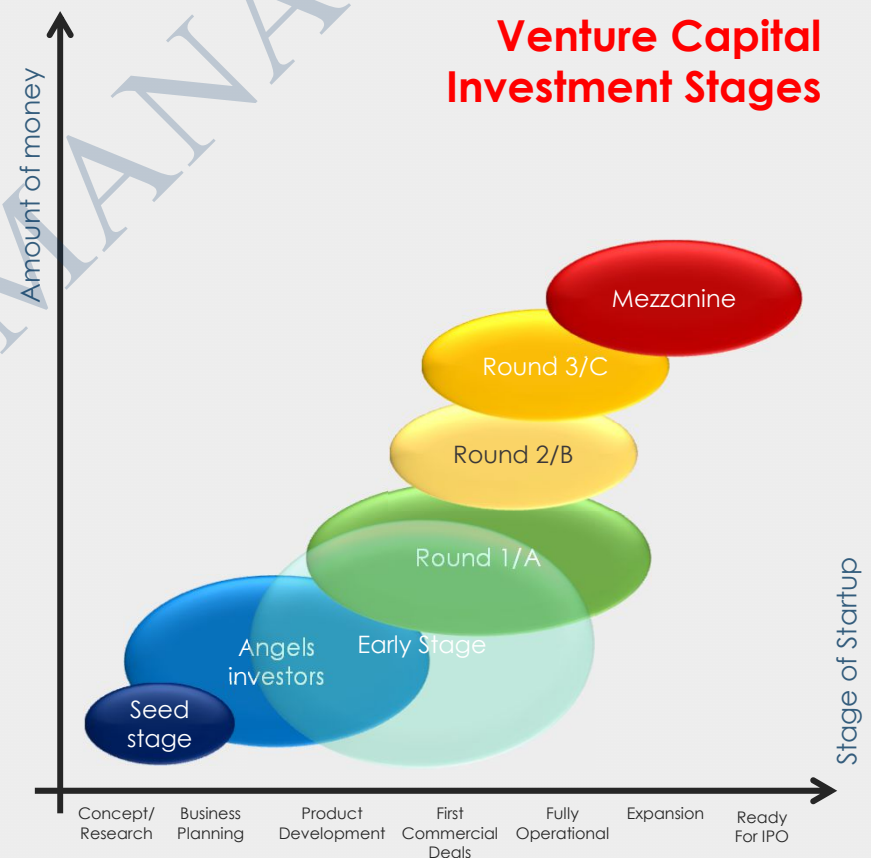 Venture Capital
Investment Stages
Amount of money
Mezzanine
Round 3/C
Round 2/B
Round 1/A
Early Stage
Angels
investors
Seed
stage
Stage of Startup
Concept/
Research
Business
Planning
Product
Development
First
Commercial
Deals
Fully
Operational
Expansion
Ready
For IPO